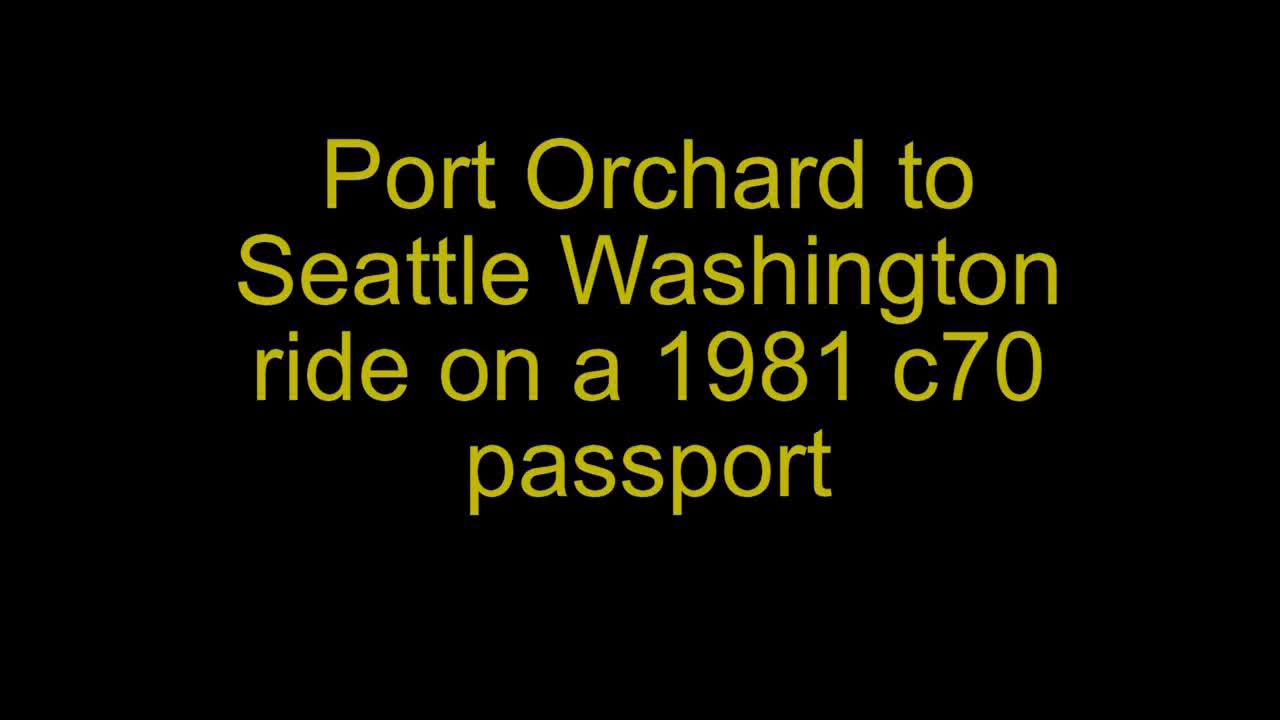 Port Orchard to
Seattle Washington
ride on a 1981 c70
passport